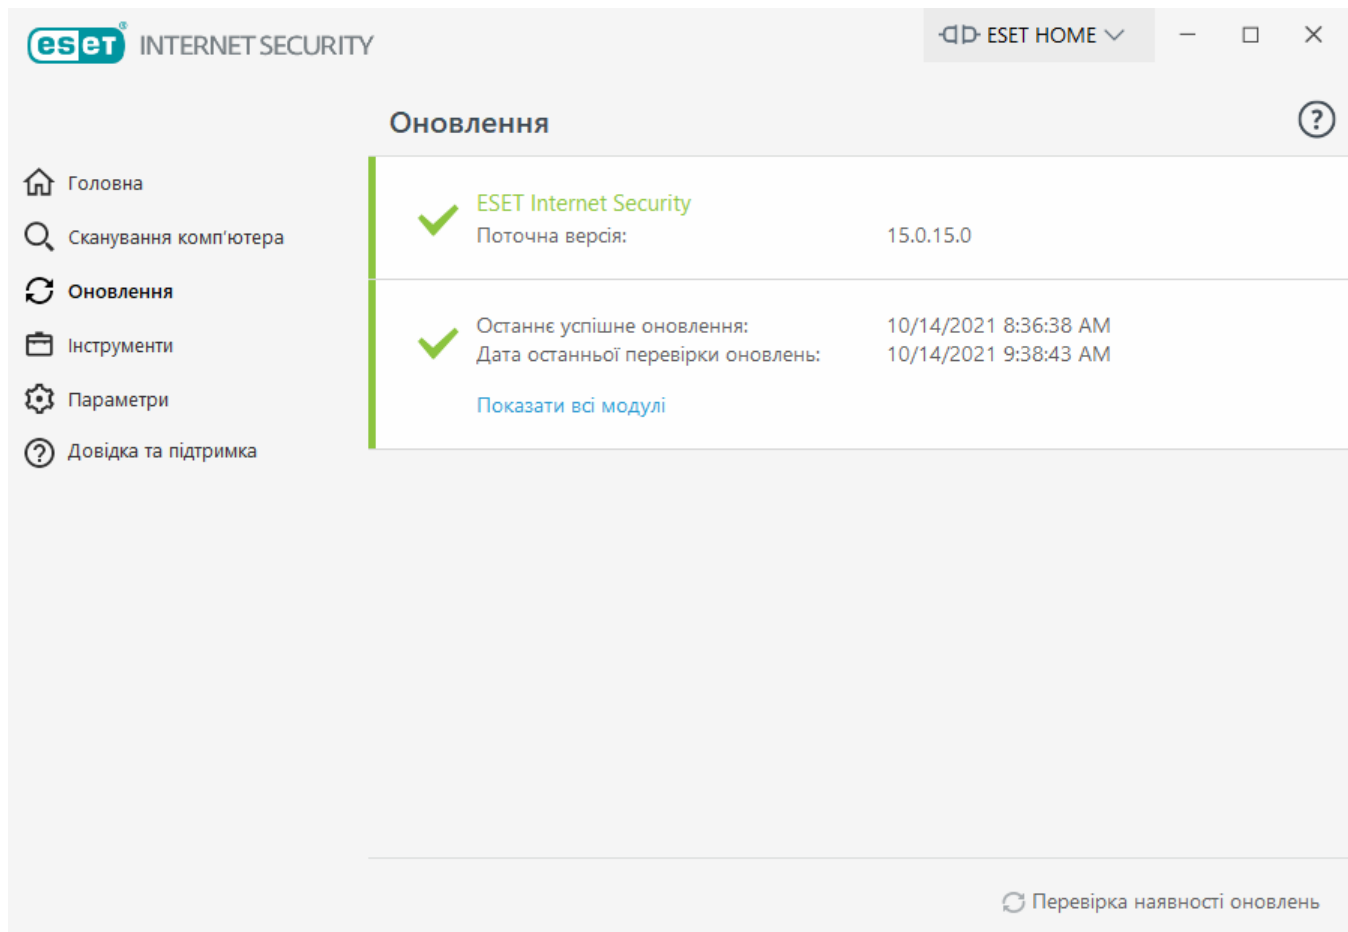 eset® INTERNET SECURITY
ESET HOME
Оновлення
Головна
Сканування комп'ютера
Оновлення
Інструменти
Параметри
Довідка та підтримка
ESET Internet Security
Поточна версія: 15.0.15.0
Останнє успішне оновлення: 10/14/2021 8:36:38 AM
Дата останньої перевірки оновлень: 10/14/2021 9:38:43 AM
Показати всі модулі
Перевірка наявності оновлень